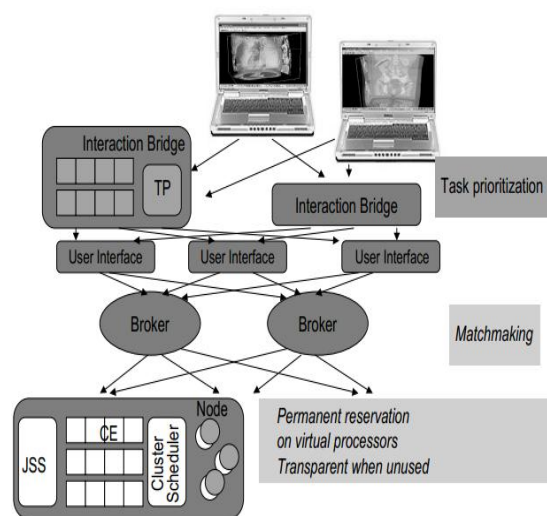 Interaction Bridge
TP
Interaction Bridge
Task prioritization
User Interface
User Interface
User Interface
Broker
Broker
Matchmaking
JSS
CE
Cluster
Scheduler
Node
Permanent reservation
on virtual processors
Transparent when unused